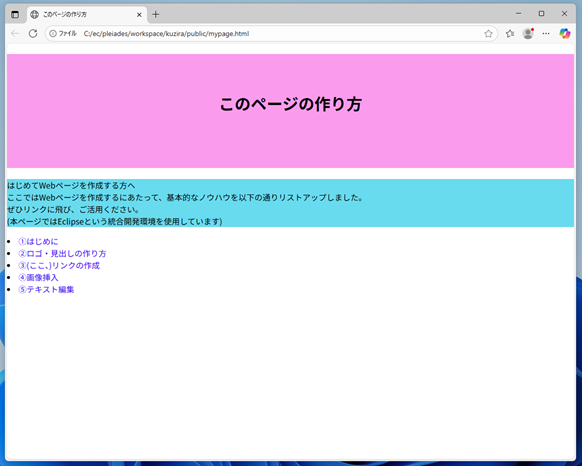 このページの作り方
ファイル C:/ec/pleiades/workspace/kuzira/public/mypage.html
このページの作り方
はじめてWebページを作成する方へ
ここではWebページを作成するにあたって、基本的なノウハウを以下の通りリストアップしました。
ぜひリンクに飛び、ご活用ください。
(本ページではEclipseという統合開発環境を使用しています)
①はじめに
②ロゴ・見出しの作り方
③(ここ、)リンクの作成
④画像挿入
⑤テキスト編集